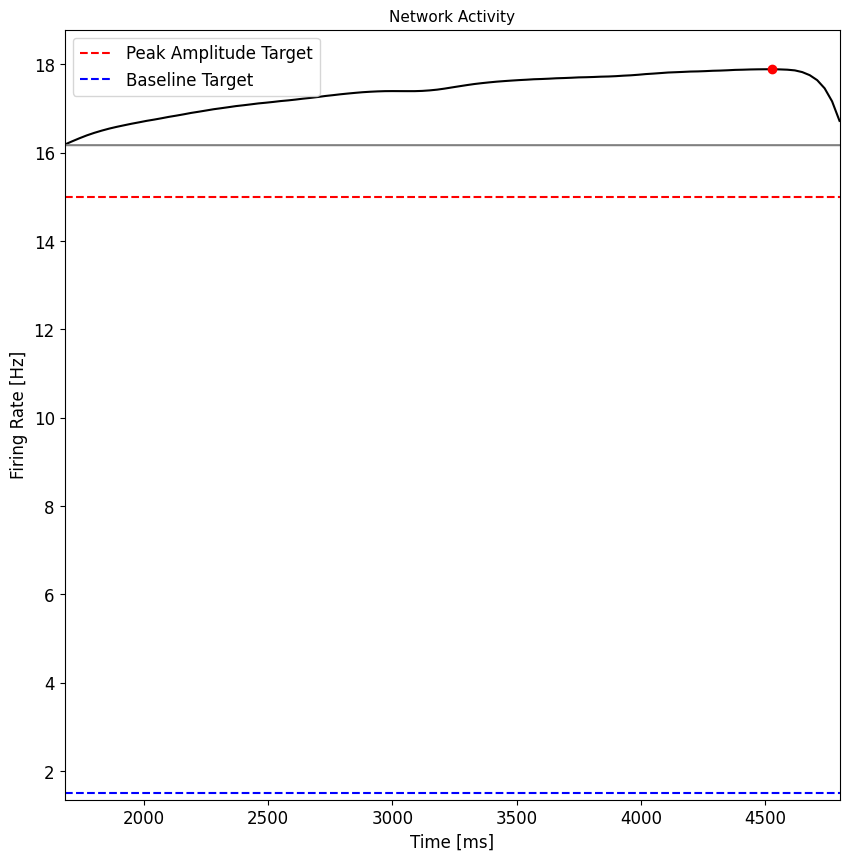 Network Activity
Peak Amplitude Target
Baseline Target
18
16
14
12
10
8
6
4
2
Firing Rate [Hz]
2000 2500 3000 3500 4000 4500
Time [ms]